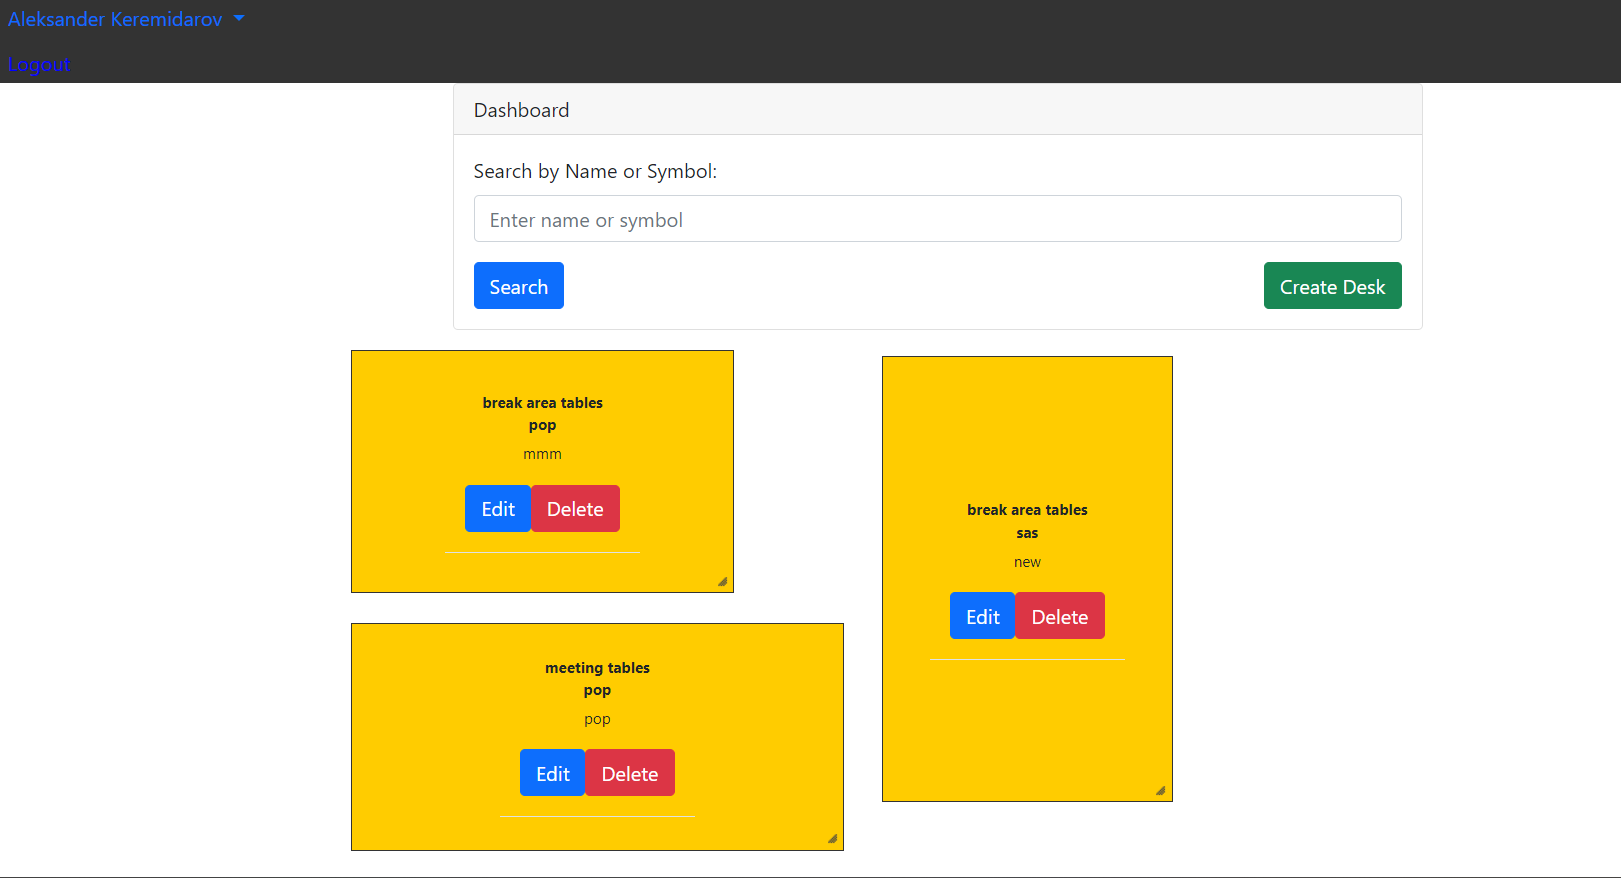 Aleksander Keremidarov
Logout
Dashboard
Search by Name or Symbol:
Enter name or symbol
Search
Create Desk
break area tables
pop
mmm
Edit
Delete
break area tables
sas
new
Edit
Delete
meeting tables
pop
pop
Edit
Delete